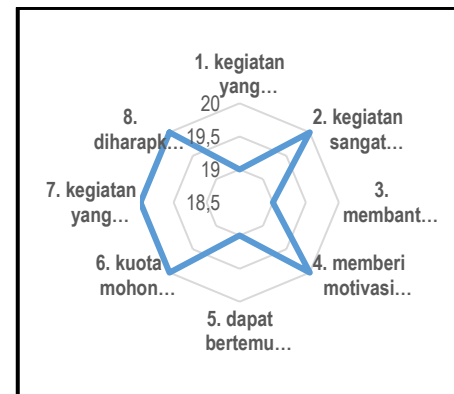 1. kegiatan
yang...
20
19,5
19
18,5
2. kegiatan
sangat...
3.
membant...
4. memberi
motivasi...
5. dapat
bertemu...
6. kuota
mohon...
7. kegiatan
yang...
8.
diharapk...